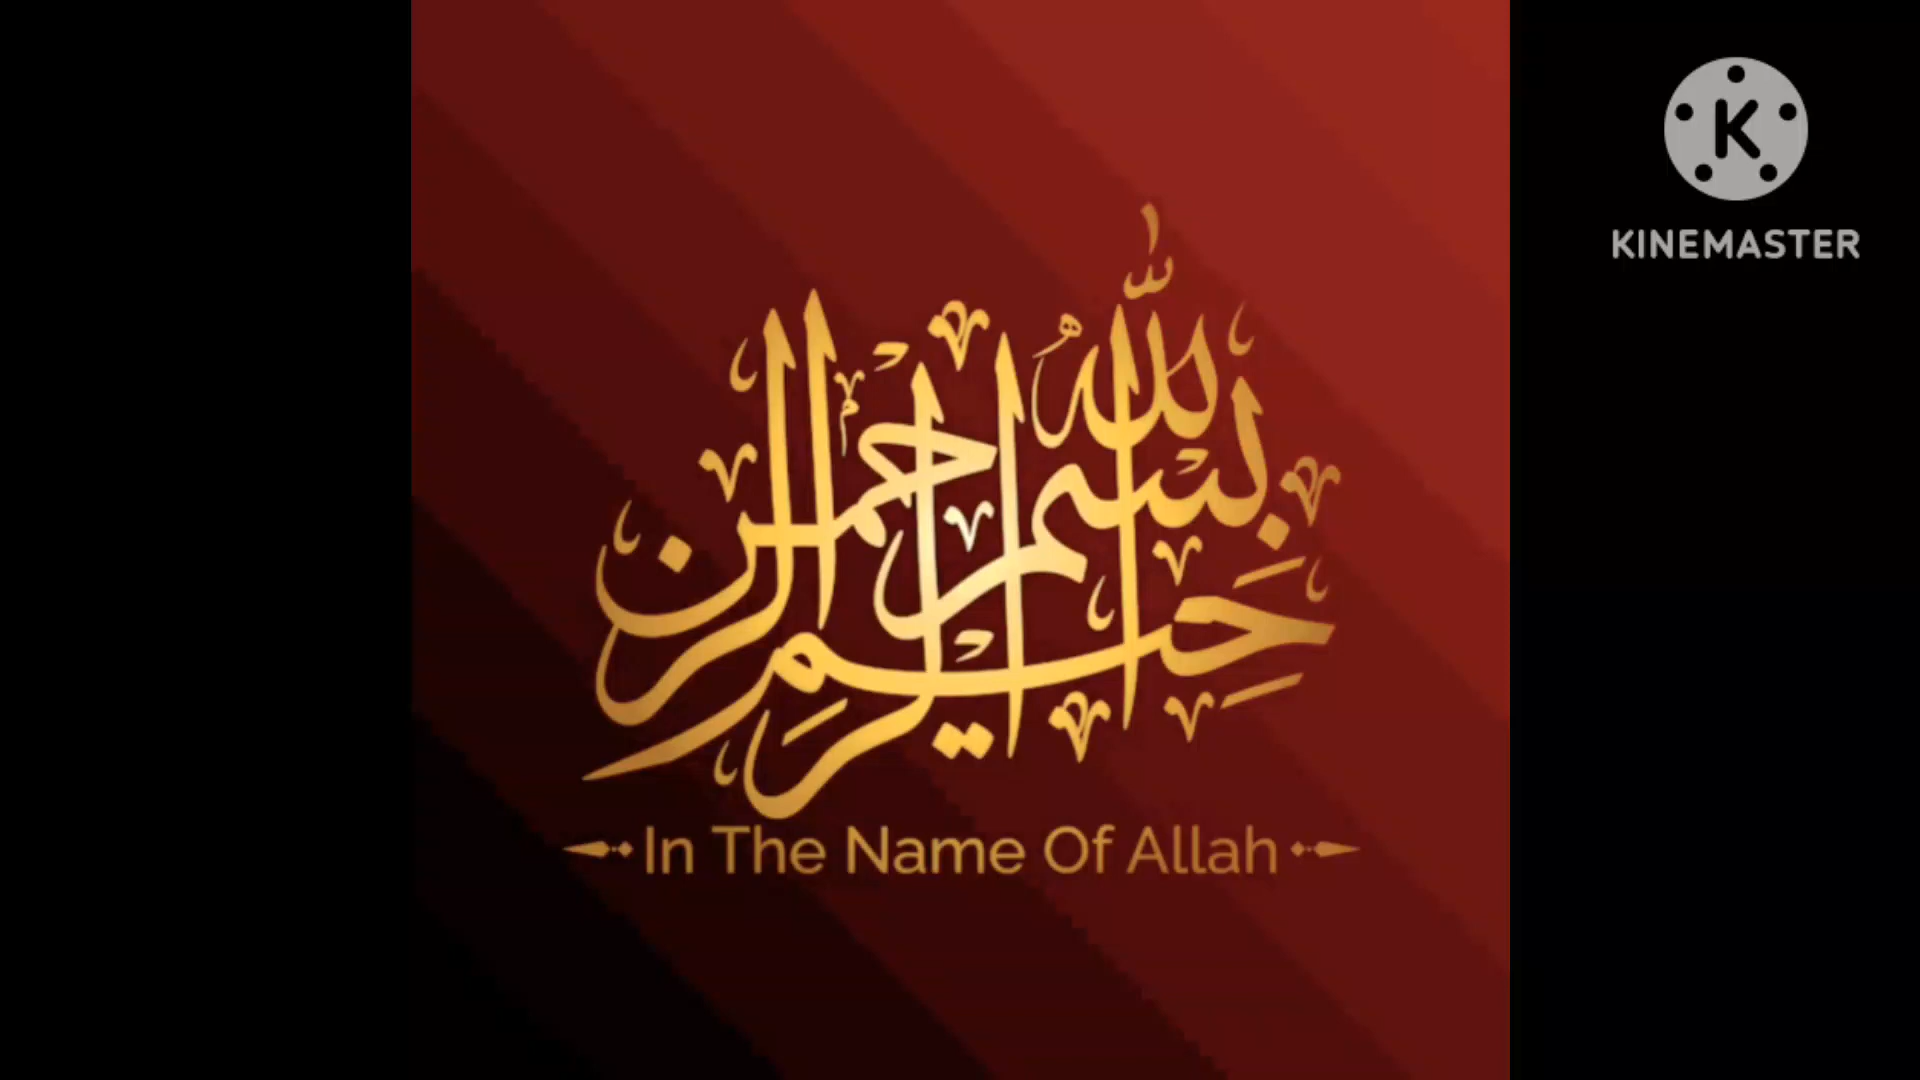 بسم الله الرحمن الرحيم
In The Name Of Allah
K
KINEMASTER